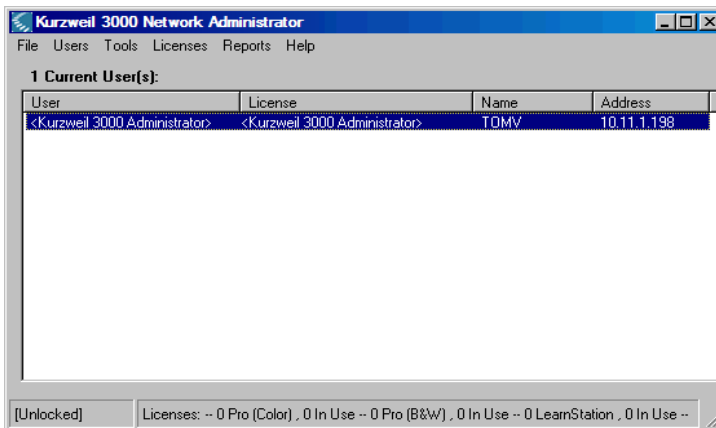 Kurzweil 3000 Network Administrator
File Users Tools Licenses Reports Help
1 Current User(s):
User License Name Address
<Kurzweil 3000 Administrator> <Kurzweil 3000 Administrator> TOMV 10.11.1.198
[Unlocked] Licenses: -- 0 Pro (Color) , 0 In Use -- 0 Pro (B&W) , 0 In Use -- 0 LearnStation , 0 In Use --